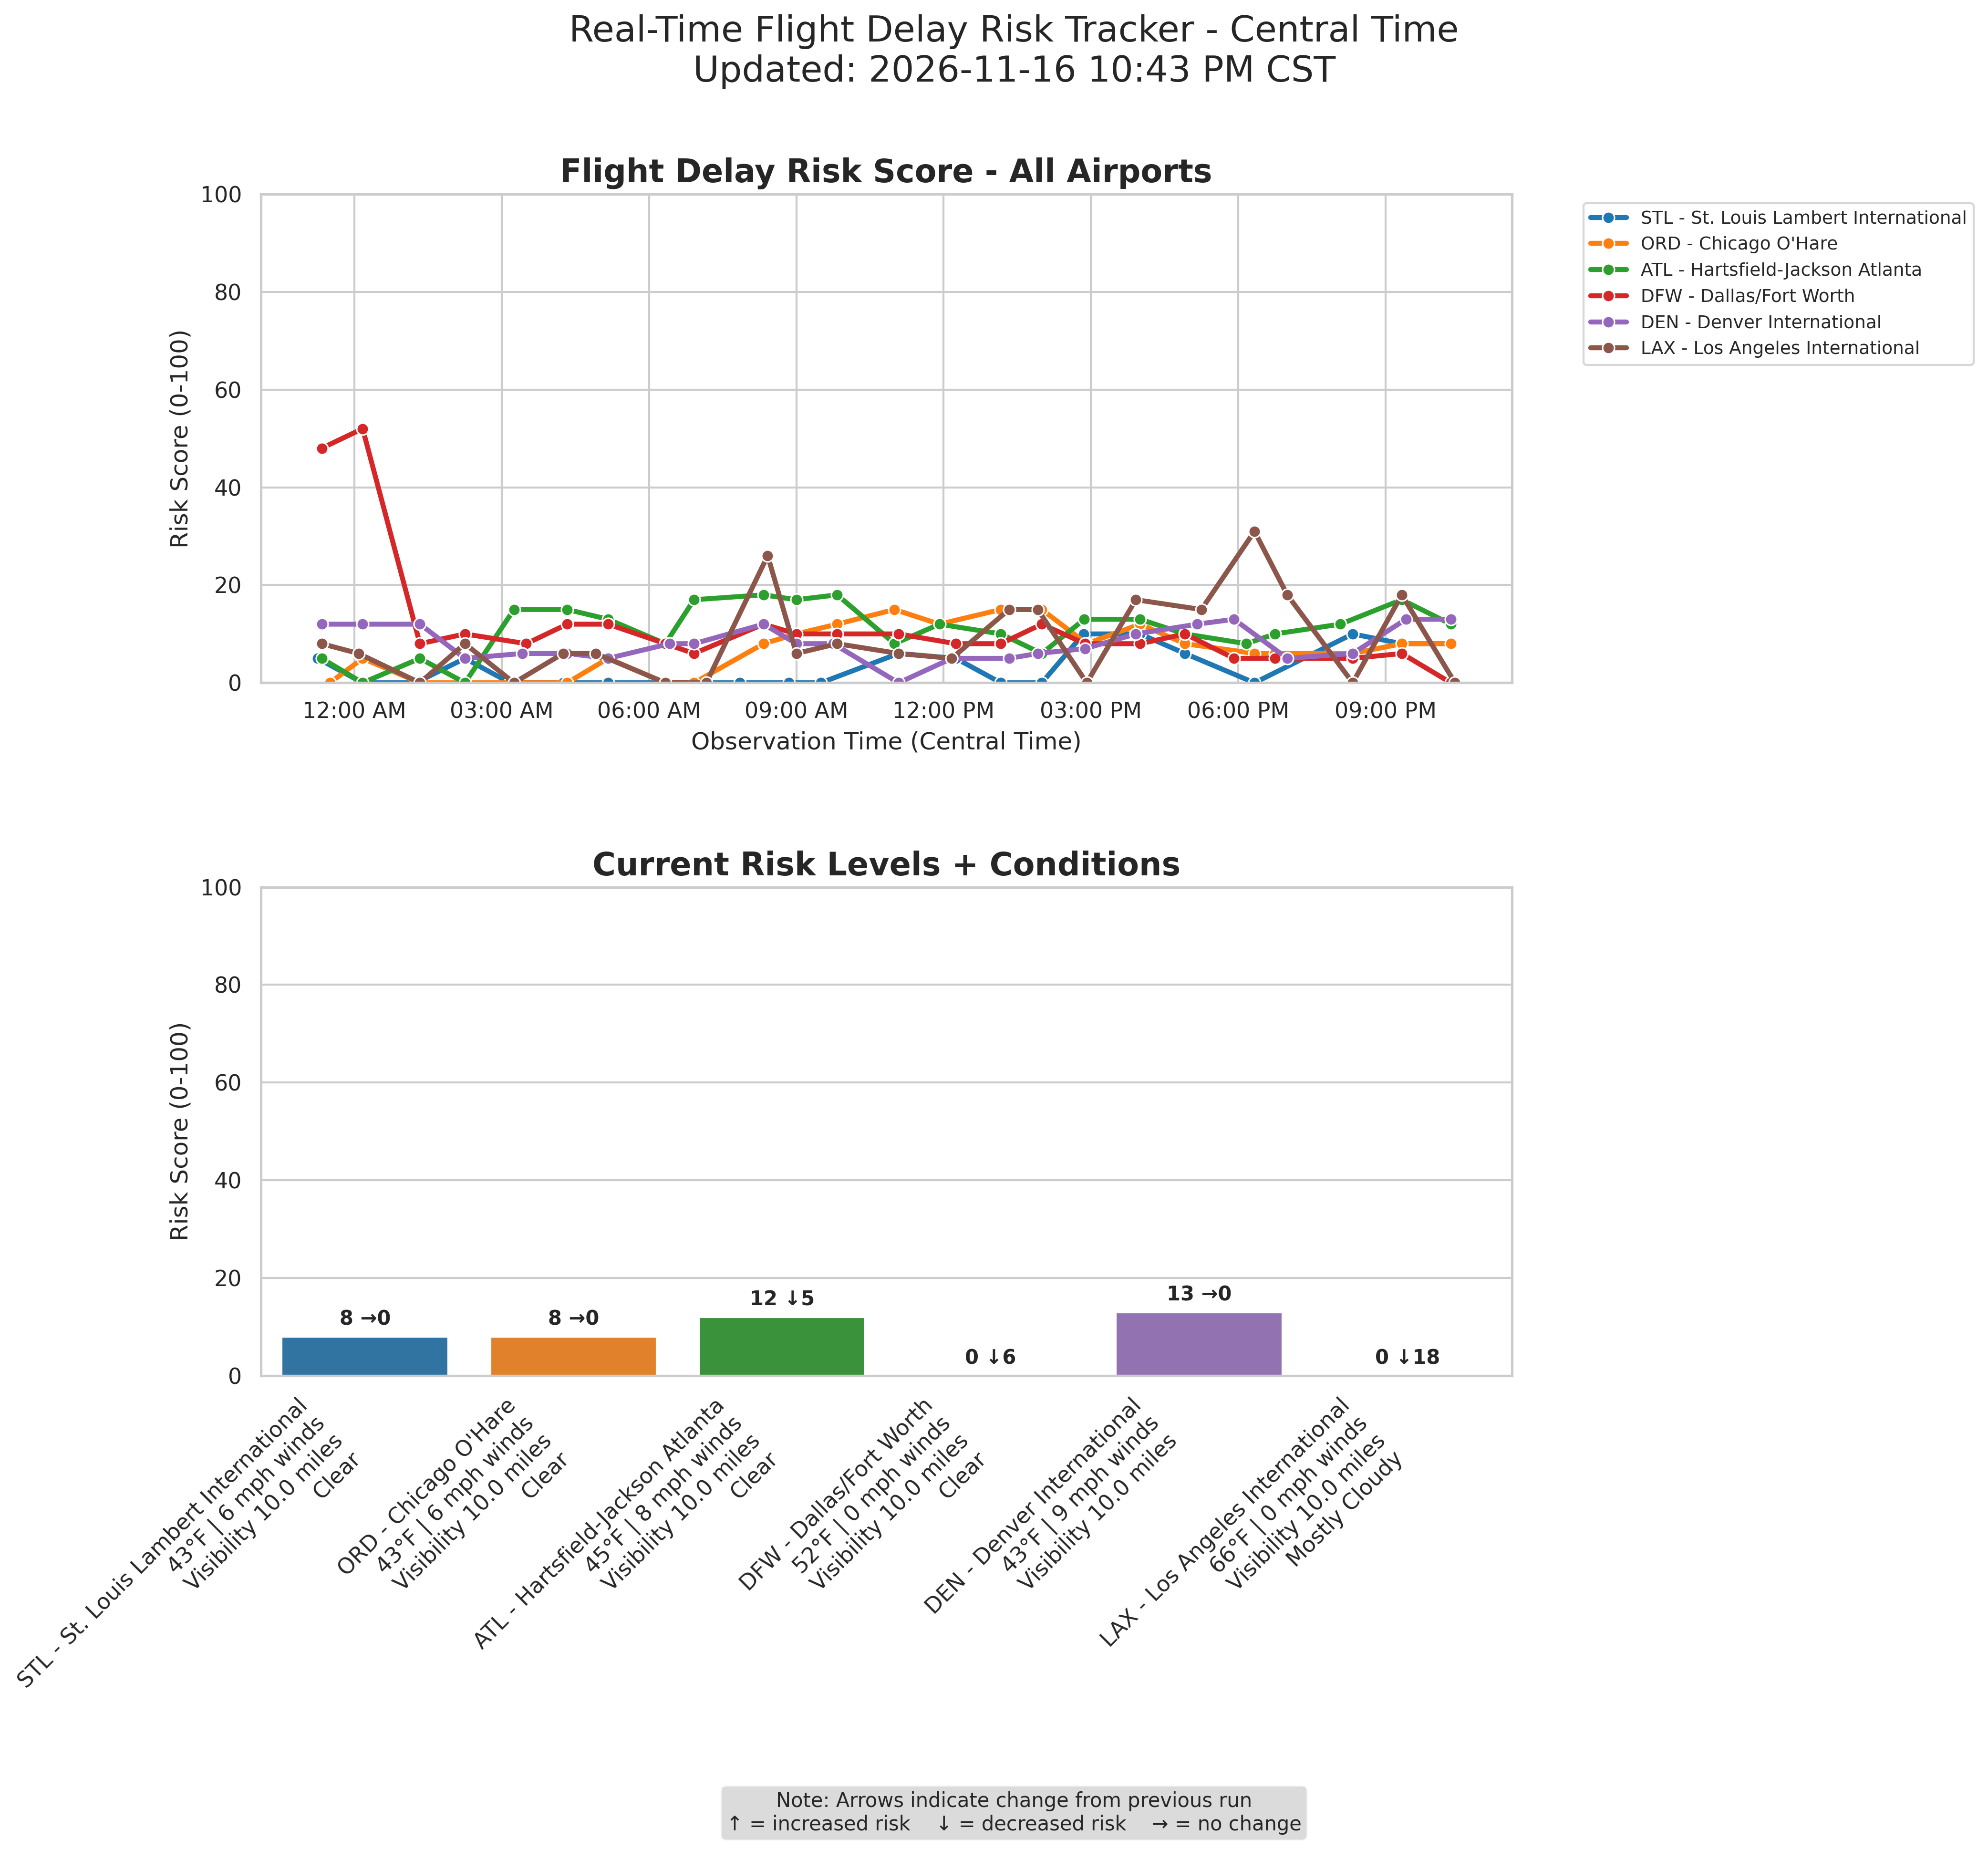 Real-Time Flight Delay Risk Tracker - Central Time
Updated: 2026-11-16 10:43 PM CST
Flight Delay Risk Score - All Airports
Risk Score (0-100)
100
80
60
40
20
0
12:00 AM
03:00 AM
06:00 AM
09:00 AM
12:00 PM
03:00 PM
06:00 PM
09:00 PM
Observation Time (Central Time)
STL - St. Louis Lambert International
ORD - Chicago O'Hare
ATL - Hartsfield-Jackson Atlanta
DFW - Dallas/Fort Worth
DEN - Denver International
LAX - Los Angeles International
Current Risk Levels + Conditions
Risk Score (0-100)
100
80
60
40
20
0
8 →0
8 →0
12 ↓5
0 ↓6
13 →0
0 ↓18
STL - St. Louis Lambert International
43°F | 6 mph winds
Visibility 10.0 miles
Clear
ORD - Chicago O'Hare
43°F | 6 mph winds
Visibility 10.0 miles
Clear
ATL - Hartsfield-Jackson Atlanta
45°F | 8 mph winds
Visibility 10.0 miles
Clear
DFW - Dallas/Fort Worth
52°F | 0 mph winds
Visibility 10.0 miles
Clear
DEN - Denver International
43°F | 9 mph winds
Visibility 10.0 miles
LAX - Los Angeles International
66°F | 0 mph winds
Visibility 10.0 miles
Mostly Cloudy
Note: Arrows indicate change from previous run
↑ = increased risk    ↓ = decreased risk    → = no change